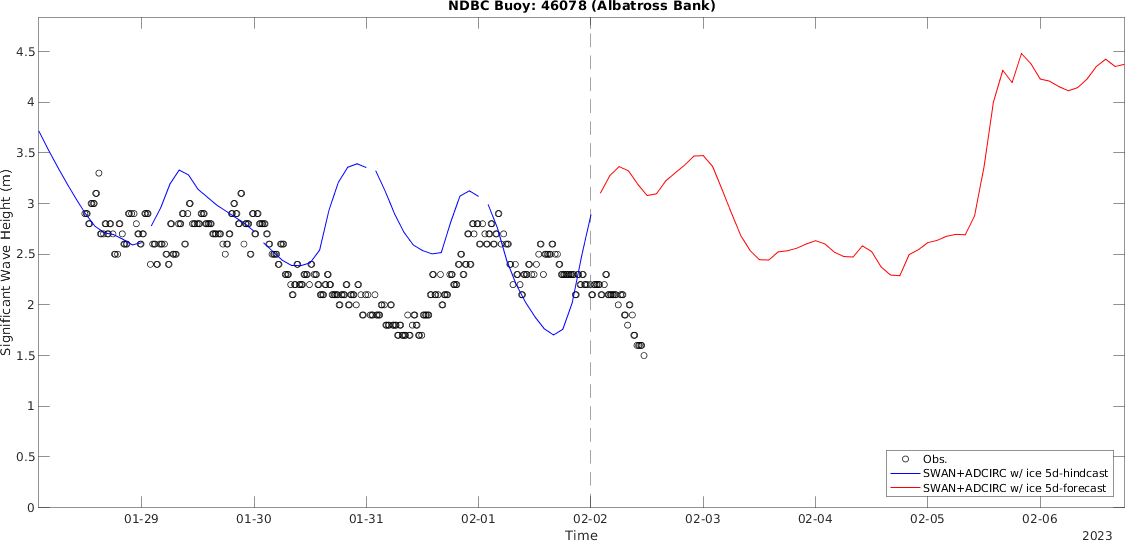 NDBC Buoy: 46078 (Albatross Bank)
Significant Wave Height (m)
4.5
4
3.5
3
2.5
2
1.5
1
0.5
0
Obs.
SWAN+ADCIRC w/ ice 5d-hindcast
SWAN+ADCIRC w/ ice 5d-forecast
01-29 01-30 01-31 02-01 02-02 02-03 02-04 02-05 02-06
Time
2023